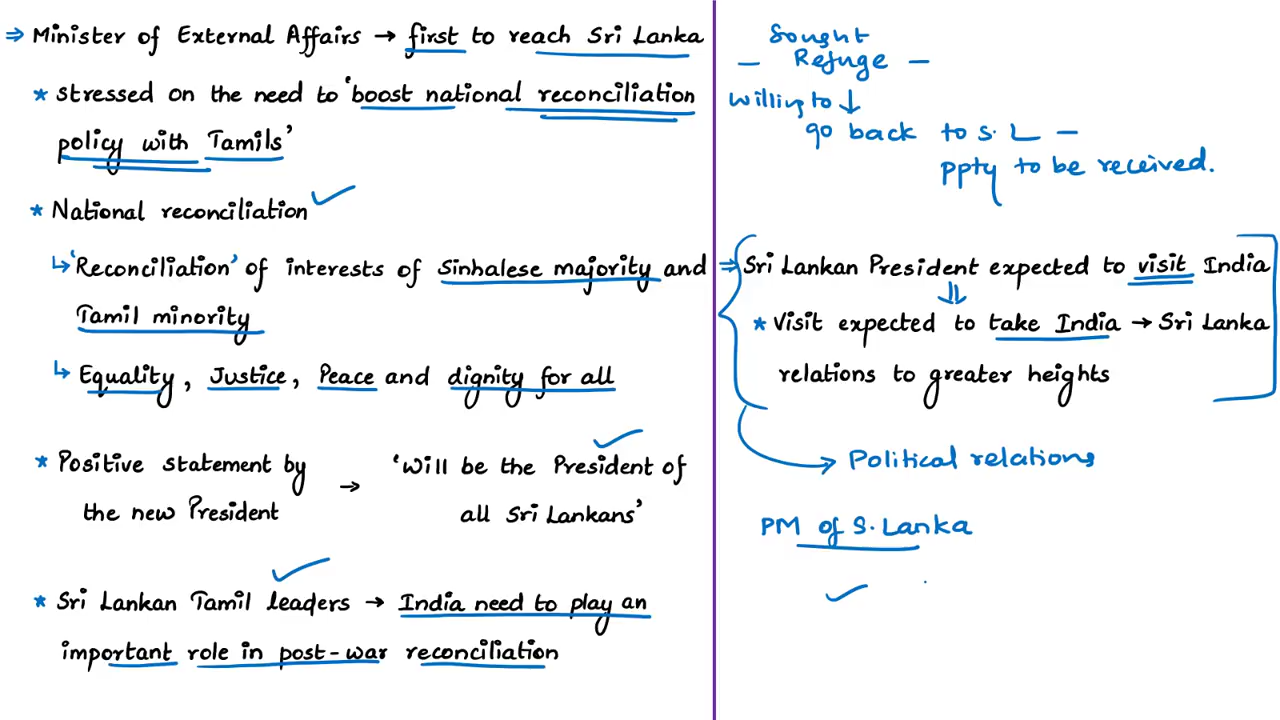 ⇒ Minister of External Affairs → first to reach Sri Lanka
* stressed on the need to 'boost national reconciliation
policy with Tamils'
* National reconciliation
↳ 'Reconciliation' of interests of Sinhalese majority and
Tamil minority
↳ Equality, Justice, Peace and dignity for all
* Positive statement by
the new President
→ 'Will be the President of
all Sri Lankans'
* Sri Lankan Tamil leaders → India need to play an
important role in post-war reconciliation
Sought
- Refuge -
Willing to ↓
go back to S. L -
ppty to be received.
⇒ Sri Lankan President expected to visit India
* Visit expected to take India → Sri Lanka
relations to greater heights
→ Political relations
PM of S. Lanka